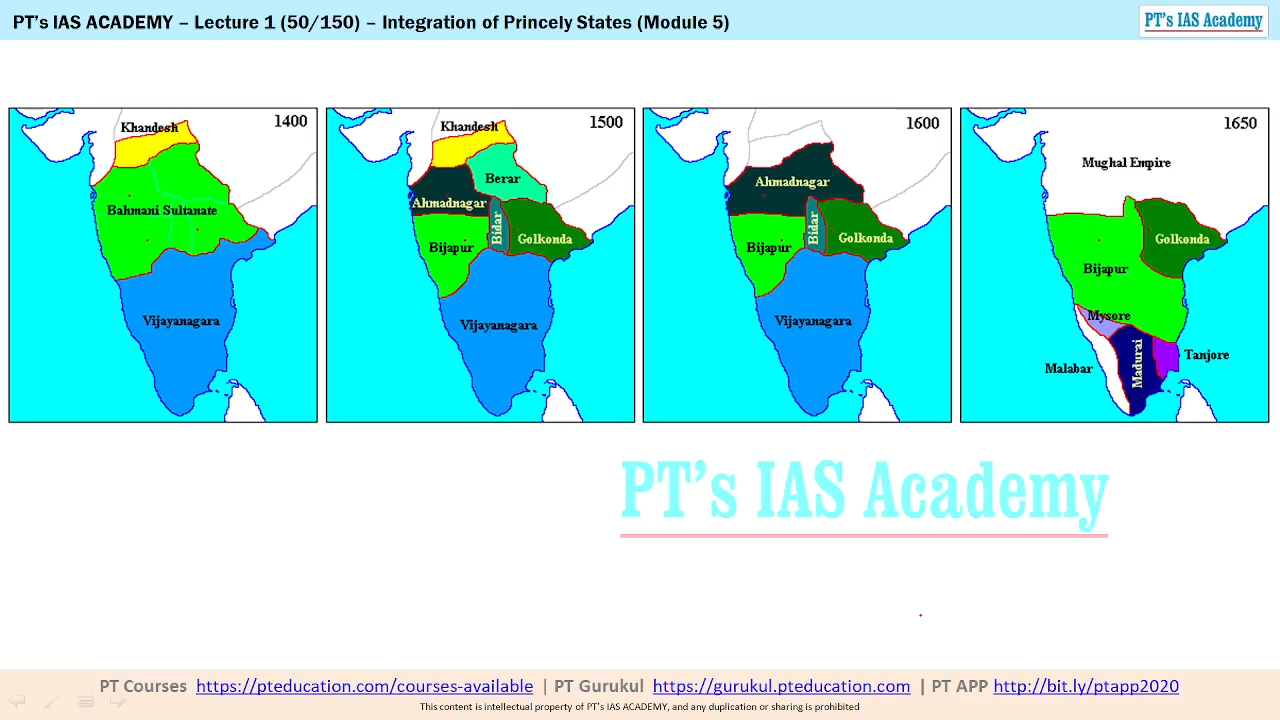 PT's IAS ACADEMY – Lecture 1 (50/150) – Integration of Princely States (Module 5)
PT's IAS Academy
1400
Khandesh
Bahmani Sultanate
Vijayanagara
1500
Khandesh
Berar
Ahmadnagar
Bidar
Golkonda
Bijapur
Vijayanagara
1600
Ahmadnagar
Bidar
Golkonda
Bijapur
Vijayanagara
1650
Mughal Empire
Golkonda
Bijapur
Mysore
Madurai
Tanjore
Malabar
PT's IAS Academy
PT Courses https://pteducation.com/courses-available | PT Gurukul https://gurukul.pteducation.com | PT APP http://bit.ly/ptapp2020
This content is intellectual property of PT's IAS ACADEMY, and any duplication or sharing is prohibited